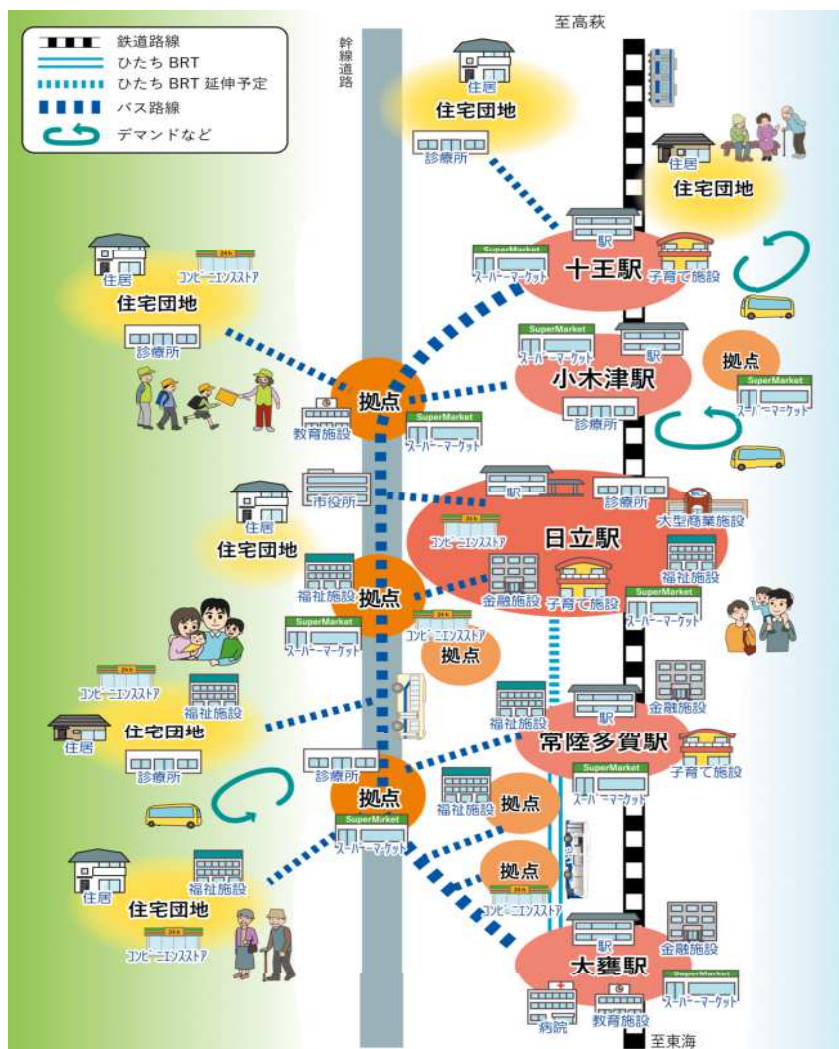 鉄道路線
ひたち BRT
ひたち BRT 延伸予定
バス路線
デマンドなど
幹線道路
至高萩
住居
住宅団地
診療所
住居
住宅団地
駅
SuperMarket
スーパーマーケット
十王駅
子育て施設
住居
24h
コンビニエンスストア
住宅団地
診療所
SuperMarket
スーパーマーケット
駅
小木津駅
診療所
拠点
SuperMarket
スーパーマーケット
拠点
教育施設
SuperMarket
スーパーマーケット
市役所
住居
住宅団地
駅
診療所
大型商業施設
24h
コンビニエンスストア
日立駅
福祉施設
金融施設
子育て施設
SuperMarket
スーパーマーケット
福祉施設
拠点
SuperMarket
スーパーマーケット
24h
コンビニエンスストア
拠点
24h
コンビニエンスストア
福祉施設
住宅団地
住居
診療所
福祉施設
駅
金融施設
常陸多賀駅
子育て施設
SuperMarket
スーパーマーケット
診療所
拠点
SuperMarket
スーパーマーケット
福祉施設
拠点
拠点
24h
コンビニエンスストア
住居
福祉施設
住宅団地
24h
コンビニエンスストア
駅
金融施設
大甕駅
SuperMarket
スーパーマーケット
病院
教育施設
至東海